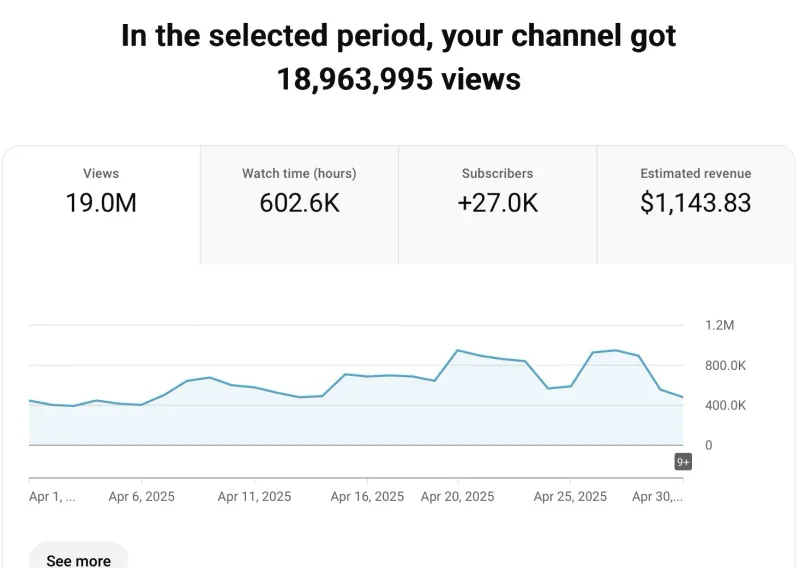 In the selected period, your channel got
18,963,995 views
Views
19.0M
Watch time (hours)
602.6K
Subscribers
+27.0K
Estimated revenue
$1,143.83
1.2M
800.0K
400.0K
0
9+
Apr 1, ...
Apr 6, 2025
Apr 11, 2025
Apr 16, 2025
Apr 20, 2025
Apr 25, 2025
Apr 30,...
See more